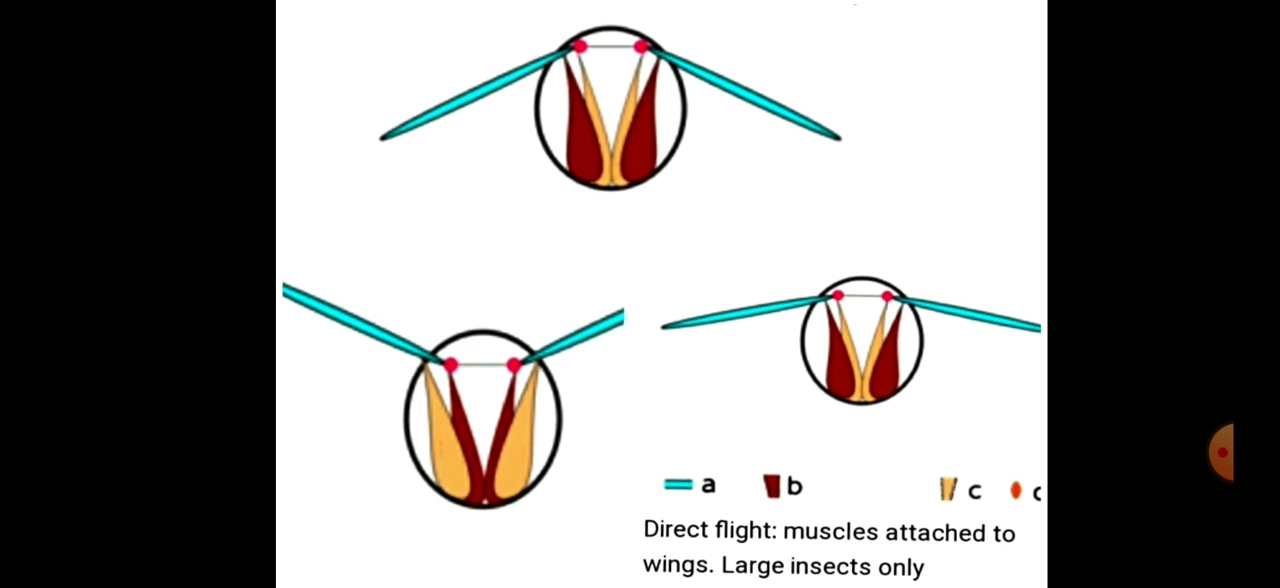 a b c
Direct flight: muscles attached to
wings. Large insects only